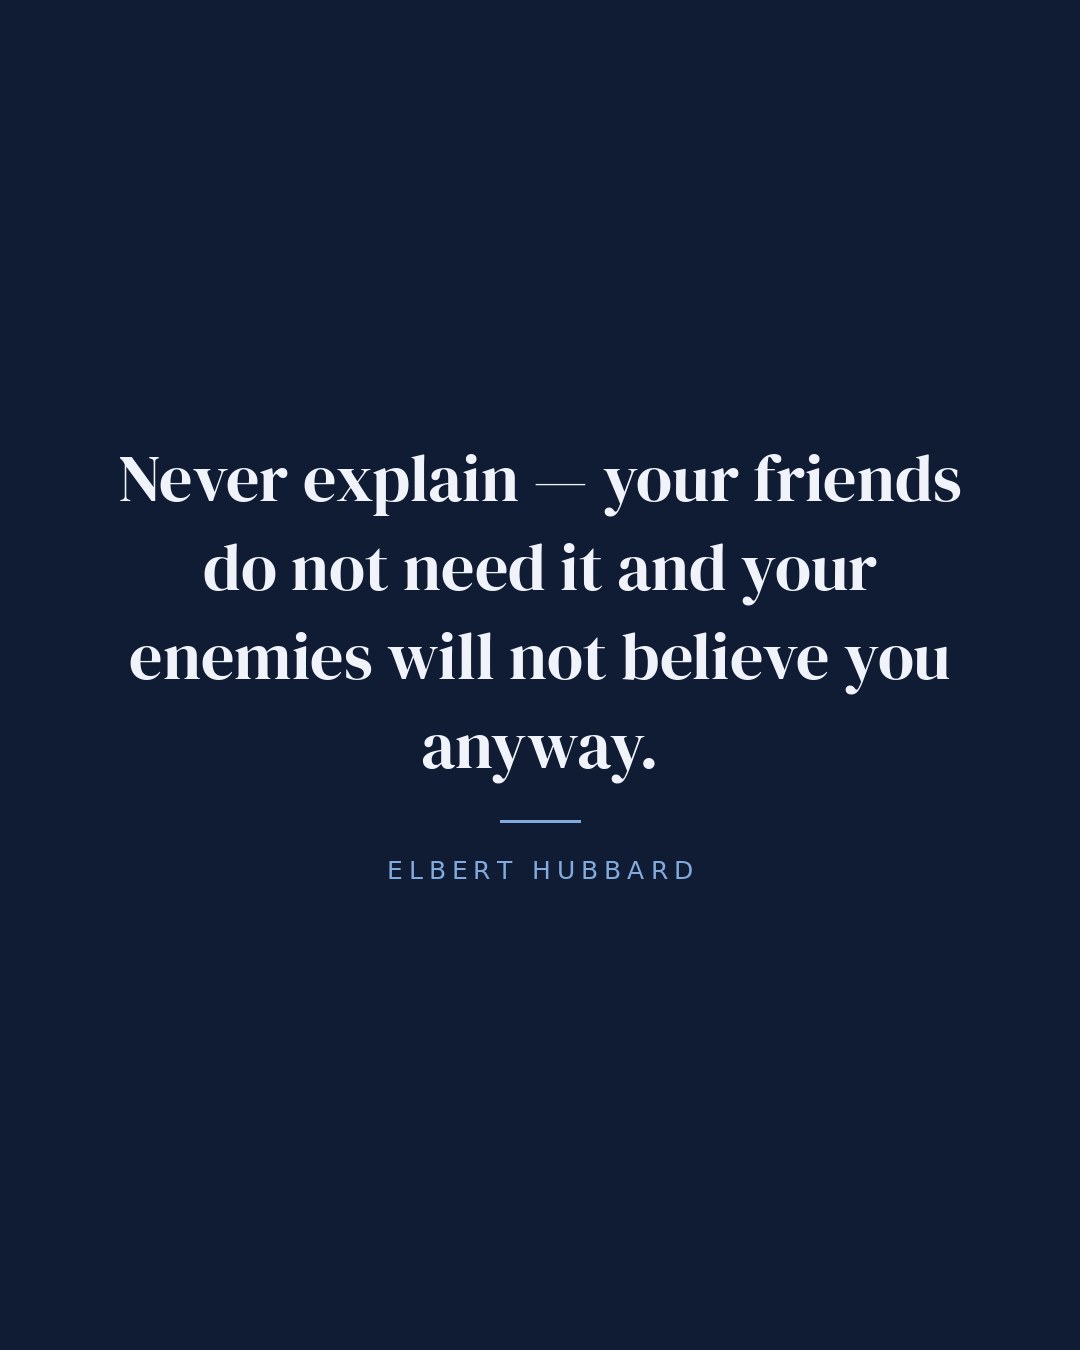 Never explain — your friends
do not need it and your
enemies will not believe you
anyway.
ELBERT HUBBARD